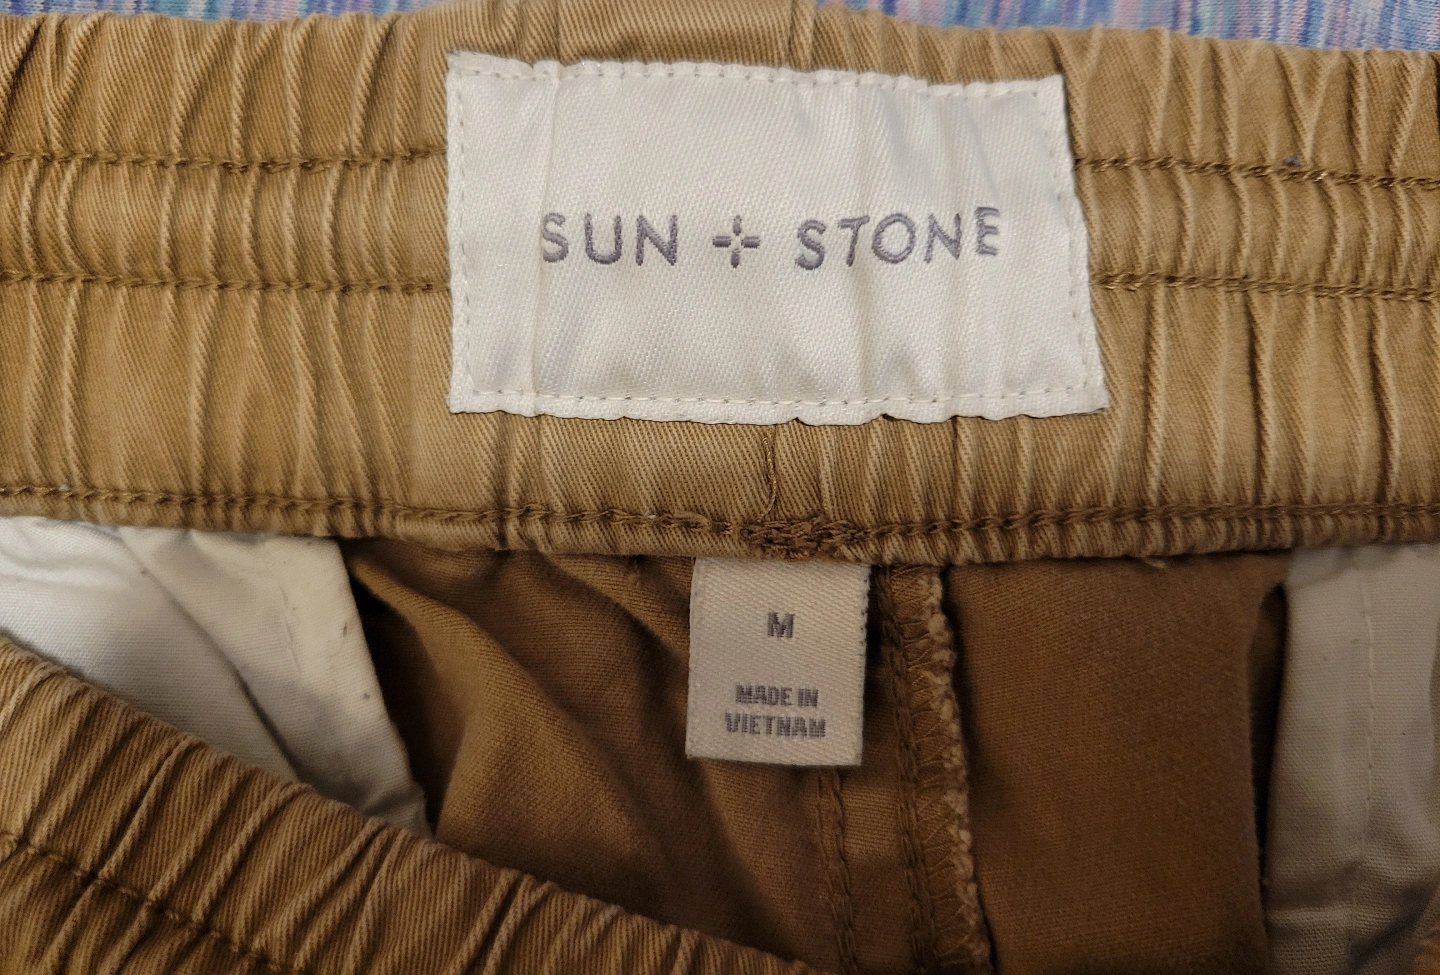 SUN + STONE
M
MADE IN
VIETNAM